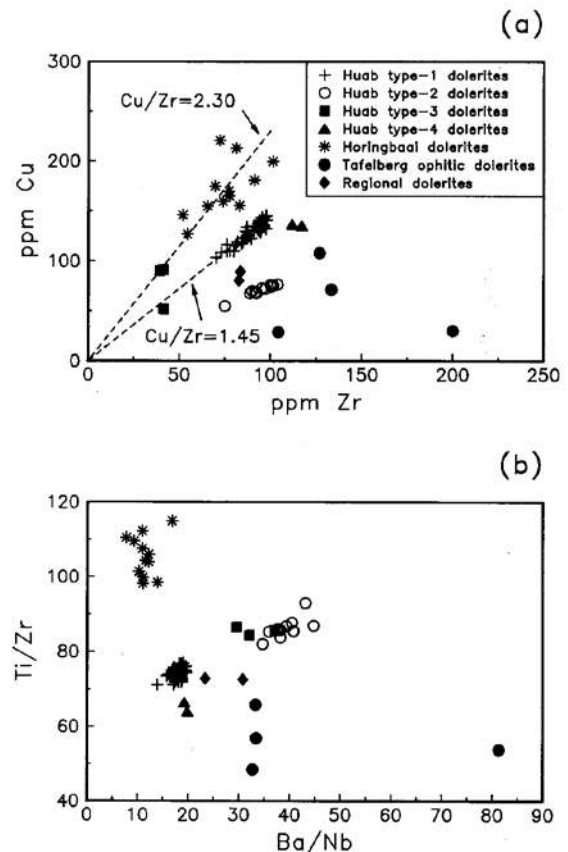 (a)
300
250
200
150
100
50
0
ppm Cu
Cu/Zr=2.30
Cu/Zr=1.45
Huab type-1 dolerites
Huab type-2 dolerites
Huab type-3 dolerites
Huab type-4 dolerites
Horingbaai dolerites
Tafelberg ophitic dolerites
Regional dolerites
0 50 100 150 200 250
ppm Zr
(b)
120
100
80
60
40
Ti/Zr
0 10 20 30 40 50 60 70 80 90
Ba/Nb